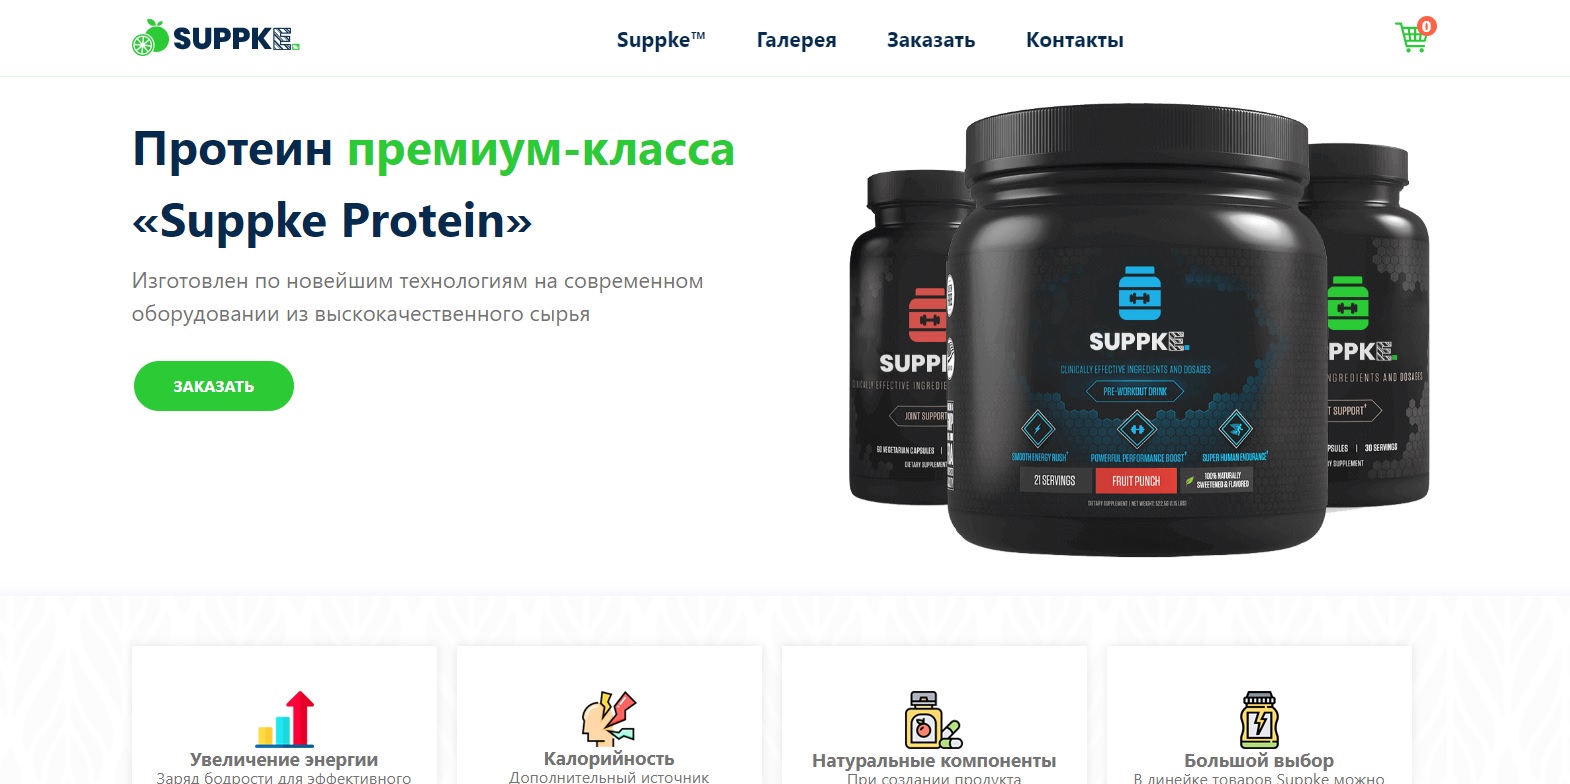 SUPPKE.
Suppke™ Галерея Заказать Контакты
0
Протеин премиум-класса
«Suppke Protein»
Изготовлен по новейшим технологиям на современном
оборудовании из выскокачественного сырья
ЗАКАЗАТЬ
SUPPKE.
CLINICALLY EFFECTIVE INGREDIENTS AND DOSAGES
PRE-WORKOUT DRINK
SMOOTH ENERGY RUSH† POWERFUL PERFORMANCE BOOST† SUPER HUMAN ENDURANCE†
21 SERVINGS
FRUIT PUNCH
100% NATURALLY
SWEETENED & FLAVORED
SUPPK
CLINICALLY EFFECTIVE
JOINT SUPPORT
60 VEGETARIAN CAPSULES |
DIETARY SUPPLEMENT
PPKE.
INGREDIENTS AND DOSAGES
T SUPPORT†
PSULES | 30 SERVINGS
Y SUPPLEMENT
Увеличение энергии
Заряд бодрости для эффективного
Калорийность
Дополнительный источник
Натуральные компоненты
При создании продукта
Большой выбор
В линейке товаров Suppke можно